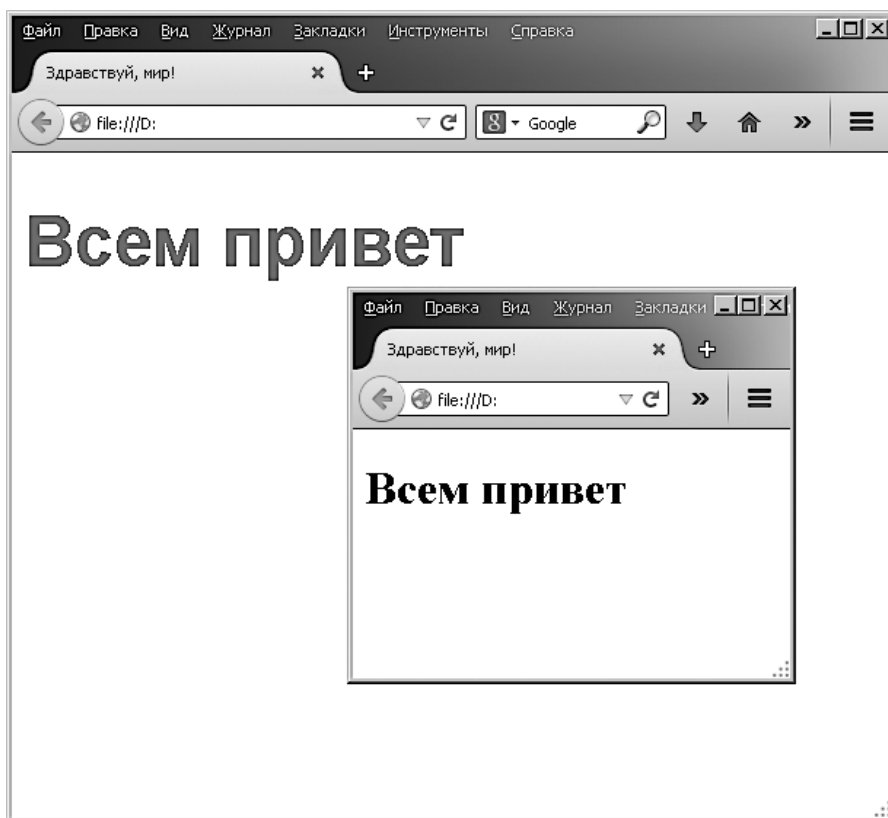 Файл Правка Вид Журнал Закладки Инструменты Справка
Здравствуй, мир!
file:///D:
8 Google
Всем привет
Файл Правка Вид Журнал Закладки
Здравствуй, мир!
file:///D:
Всем привет